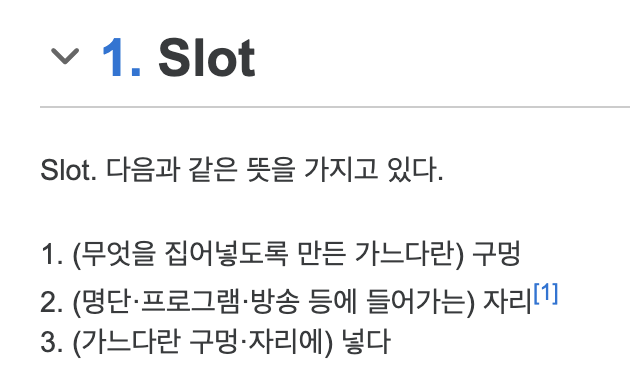 1. Slot
Slot. 다음과 같은 뜻을 가지고 있다.
1. (무엇을 집어넣도록 만든 가느다란) 구멍
2. (명단·프로그램·방송 등에 들어가는) 자리[1]
3. (가느다란 구멍·자리에) 넣다